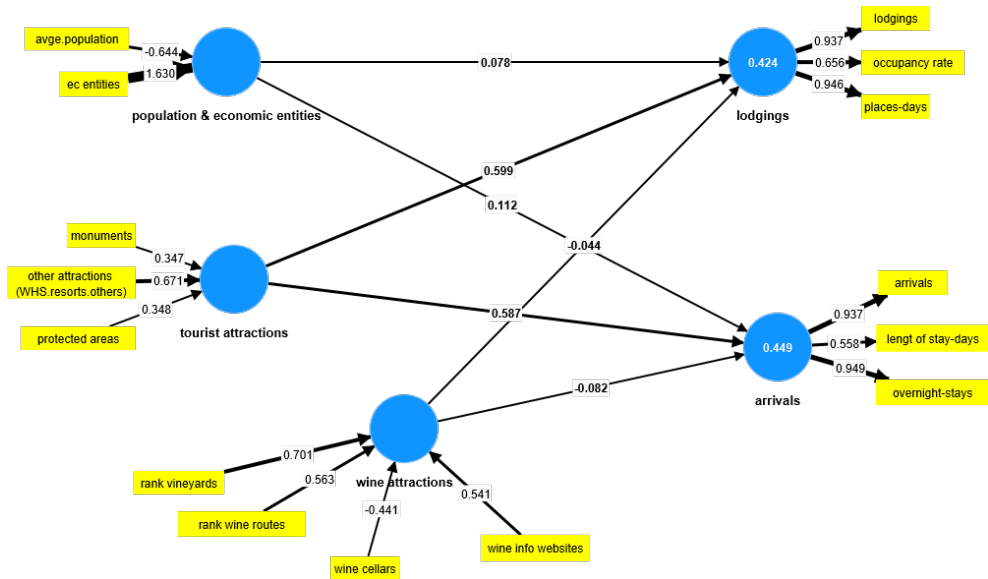 avge.population
-0.644
1.630
ec entities
population & economic entities
0.078
0.424
lodgings
0.937
lodgings
0.656
occupancy rate
0.946
places-days
0.599
0.112
-0.044
monuments
0.347
other attractions
(WHS.resorts.others)
0.671
0.348
protected areas
tourist attractions
0.587
0.449
arrivals
0.937
arrivals
0.558
lengt of stay-days
0.949
overnight-stays
-0.082
wine attractions
0.701
rank vineyards
0.563
rank wine routes
-0.441
wine cellars
0.541
wine info websites